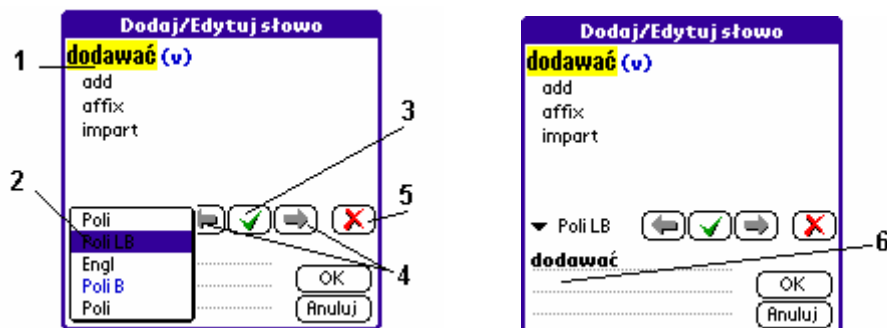 Dodaj/Edytuj słowo
1
dodawać (v)
add
affix
impart
3
2
5
Poli
Poli LB
Engl
Poli B
Poli
4
OK
Anuluj
Dodaj/Edytuj słowo
dodawać (v)
add
affix
impart
Poli LB
6
dodawać
OK
Anuluj